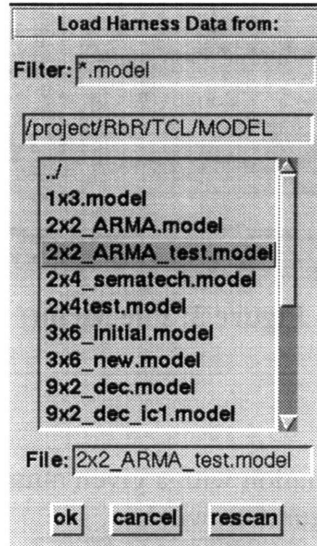 Load Harness Data from:
Filter: *.model
/project/RbR/TCL/MODEL
../
1x3.model
2x2_ARMA.model
2x2_ARMA_test.model
2x4_sematech.model
2x4test.model
3x6_initial.model
3x6_new.model
9x2_dec.model
9x2_dec_ic1.model
File: 2x2_ARMA_test.model
ok cancel rescan